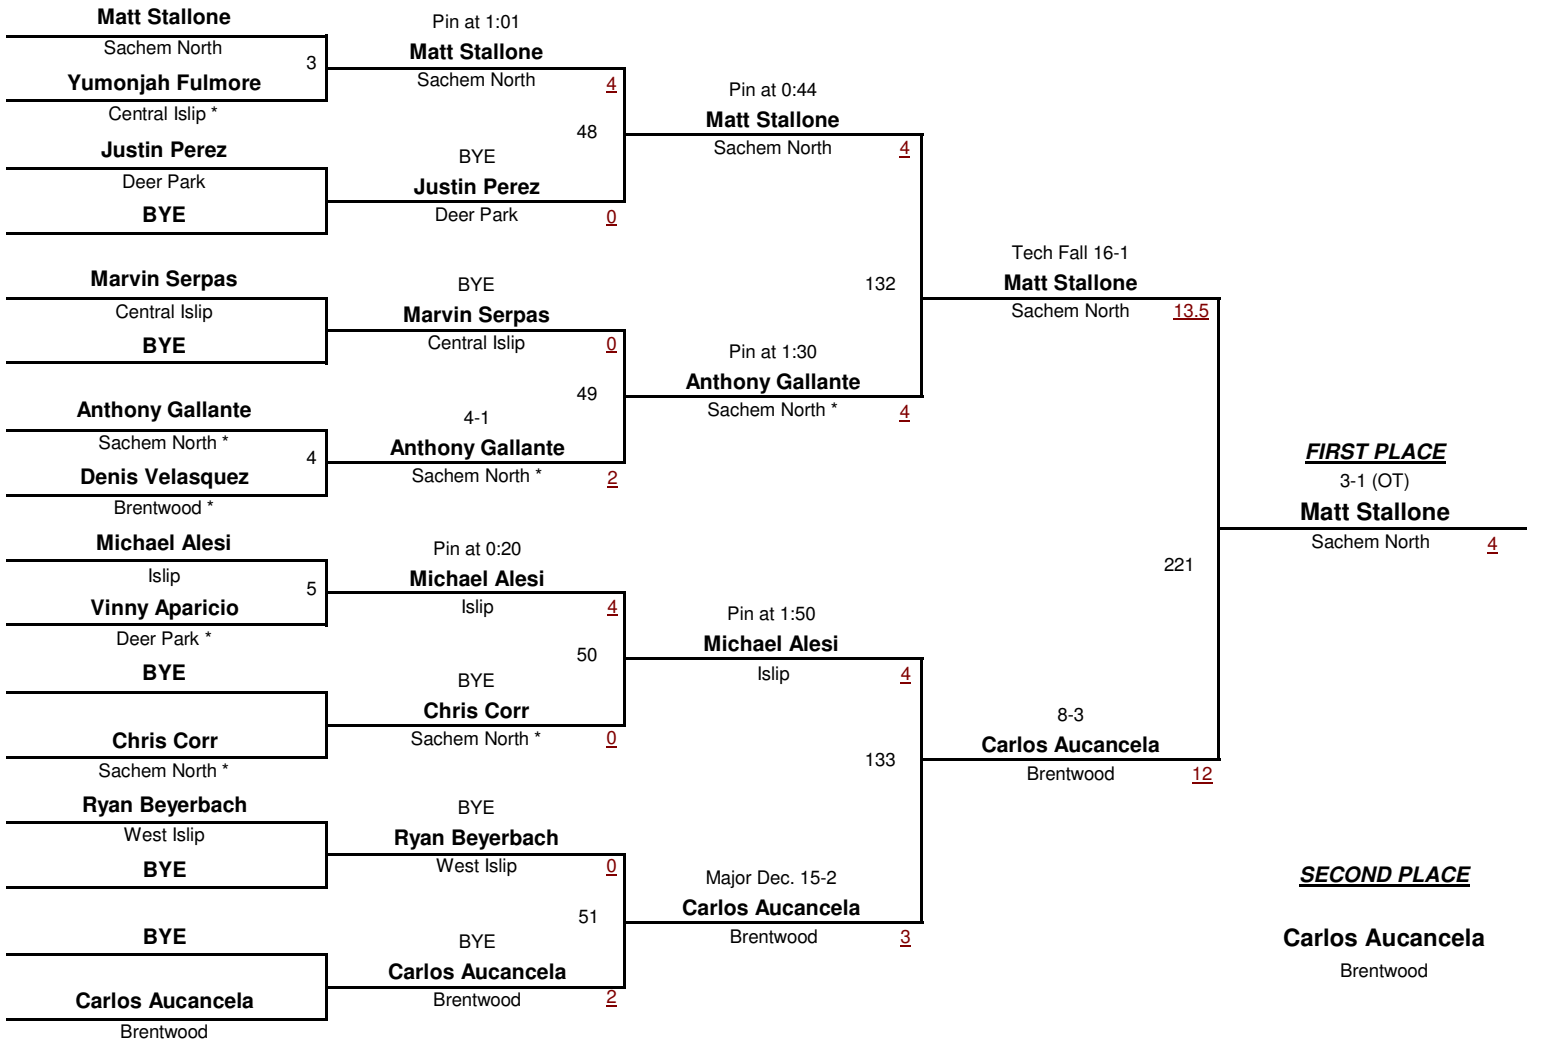 Matt Stallone
Sachem North
3
Yumonjah Fulmore
Central Islip *
Justin Perez
Deer Park
BYE
Marvin Serpas
Central Islip
BYE
Anthony Gallante
Sachem North *
4
Denis Velasquez
Brentwood *
Michael Alesi
Islip
5
Vinny Aparicio
Deer Park *
BYE
Chris Corr
Sachem North *
Ryan Beyerbach
West Islip
BYE
BYE
Carlos Aucancela
Brentwood
Pin at 1:01
Matt Stallone
Sachem North 4
48
BYE
Justin Perez
Deer Park 0
BYE
Marvin Serpas
Central Islip 0
49
4-1
Anthony Gallante
Sachem North * 2
Pin at 0:20
Michael Alesi
Islip 4
50
BYE
Chris Corr
Sachem North * 0
BYE
Ryan Beyerbach
West Islip 0
51
BYE
Carlos Aucancela
Brentwood 2
Pin at 0:44
Matt Stallone
Sachem North 4
132
Pin at 1:30
Anthony Gallante
Sachem North * 4
Pin at 1:50
Michael Alesi
Islip 4
133
Major Dec. 15-2
Carlos Aucancela
Brentwood 3
Tech Fall 16-1
Matt Stallone
Sachem North 13.5
221
8-3
Carlos Aucancela
Brentwood 12
FIRST PLACE
3-1 (OT)
Matt Stallone
Sachem North 4
SECOND PLACE
Carlos Aucancela
Brentwood